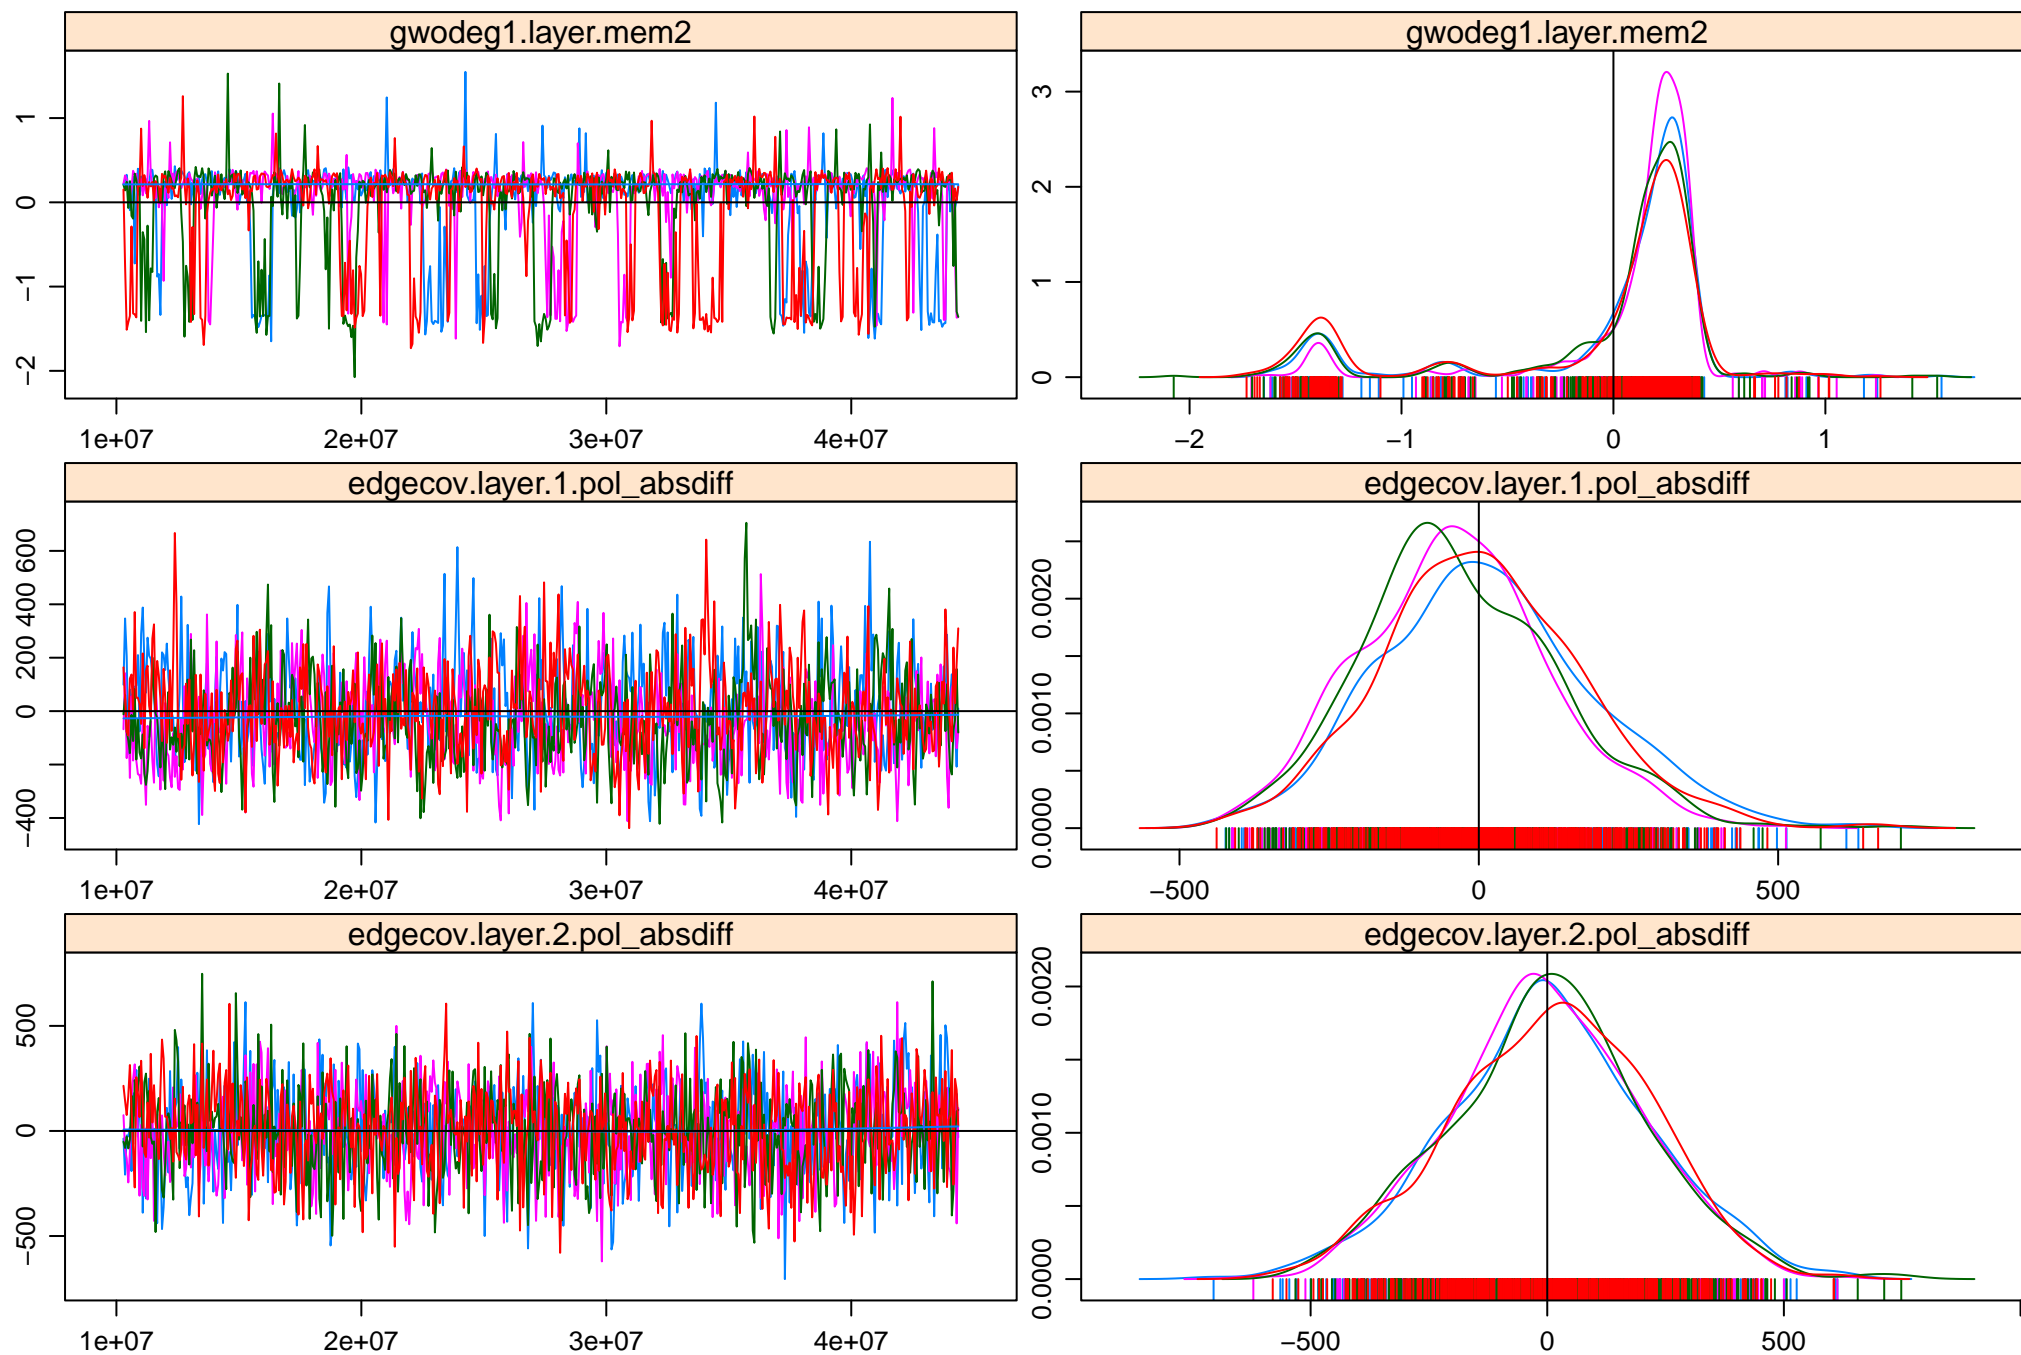 gwodeg1.layer.mem2
gwodeg1.layer.mem2
1
0
−1
−2
1e+07 2e+07 3e+07 4e+07
3
2
1
0
−2 −1 0 1
edgecov.layer.1.pol_absdiff
edgecov.layer.1.pol_absdiff
600
400
200
0
−400
1e+07 2e+07 3e+07 4e+07
0.0020
0.0010
0.0000
−500 0 500
edgecov.layer.2.pol_absdiff
edgecov.layer.2.pol_absdiff
500
0
−500
1e+07 2e+07 3e+07 4e+07
0.0020
0.0010
0.0000
−500 0 500